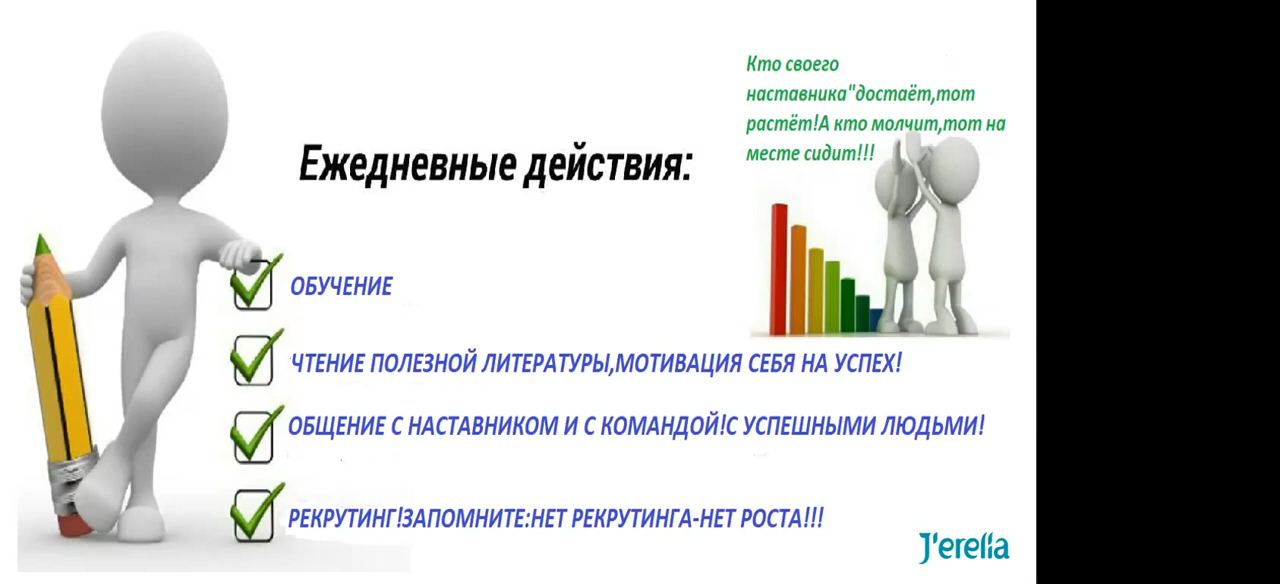 Кто своего
наставника"достаёт,тот
растёт!А кто молчит,тот на
месте сидит!!!
Ежедневные действия:
ОБУЧЕНИЕ
ЧТЕНИЕ ПОЛЕЗНОЙ ЛИТЕРАТУРЫ,МОТИВАЦИЯ СЕБЯ НА УСПЕХ!
ОБЩЕНИЕ С НАСТАВНИКОМ И С КОМАНДОЙ!С УСПЕШНЫМИ ЛЮДЬМИ!
РЕКРУТИНГ!ЗАПОМНИТЕ:НЕТ РЕКРУТИНГА-НЕТ РОСТА!!!
J'erelia